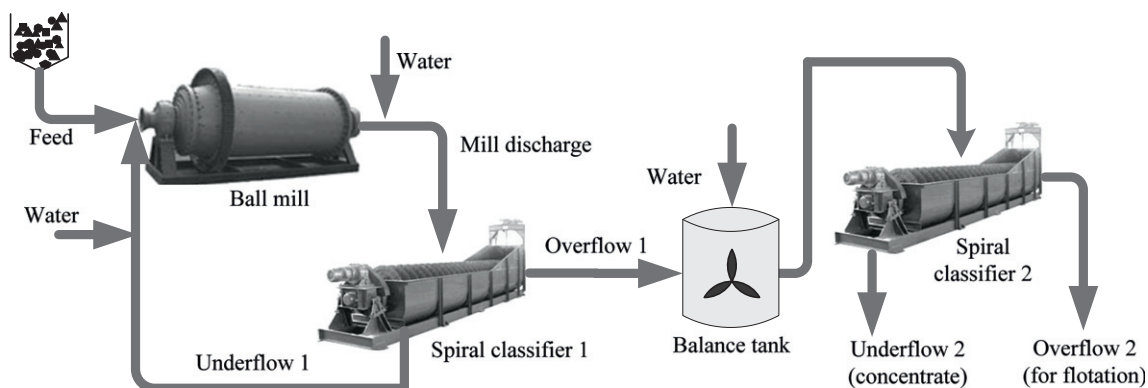 Feed
Water
Ball mill
Water
Mill discharge
Underflow 1
Spiral classifier 1
Overflow 1
Water
Balance tank
Spiral
classifier 2
Underflow 2
(concentrate)
Overflow 2
(for flotation)